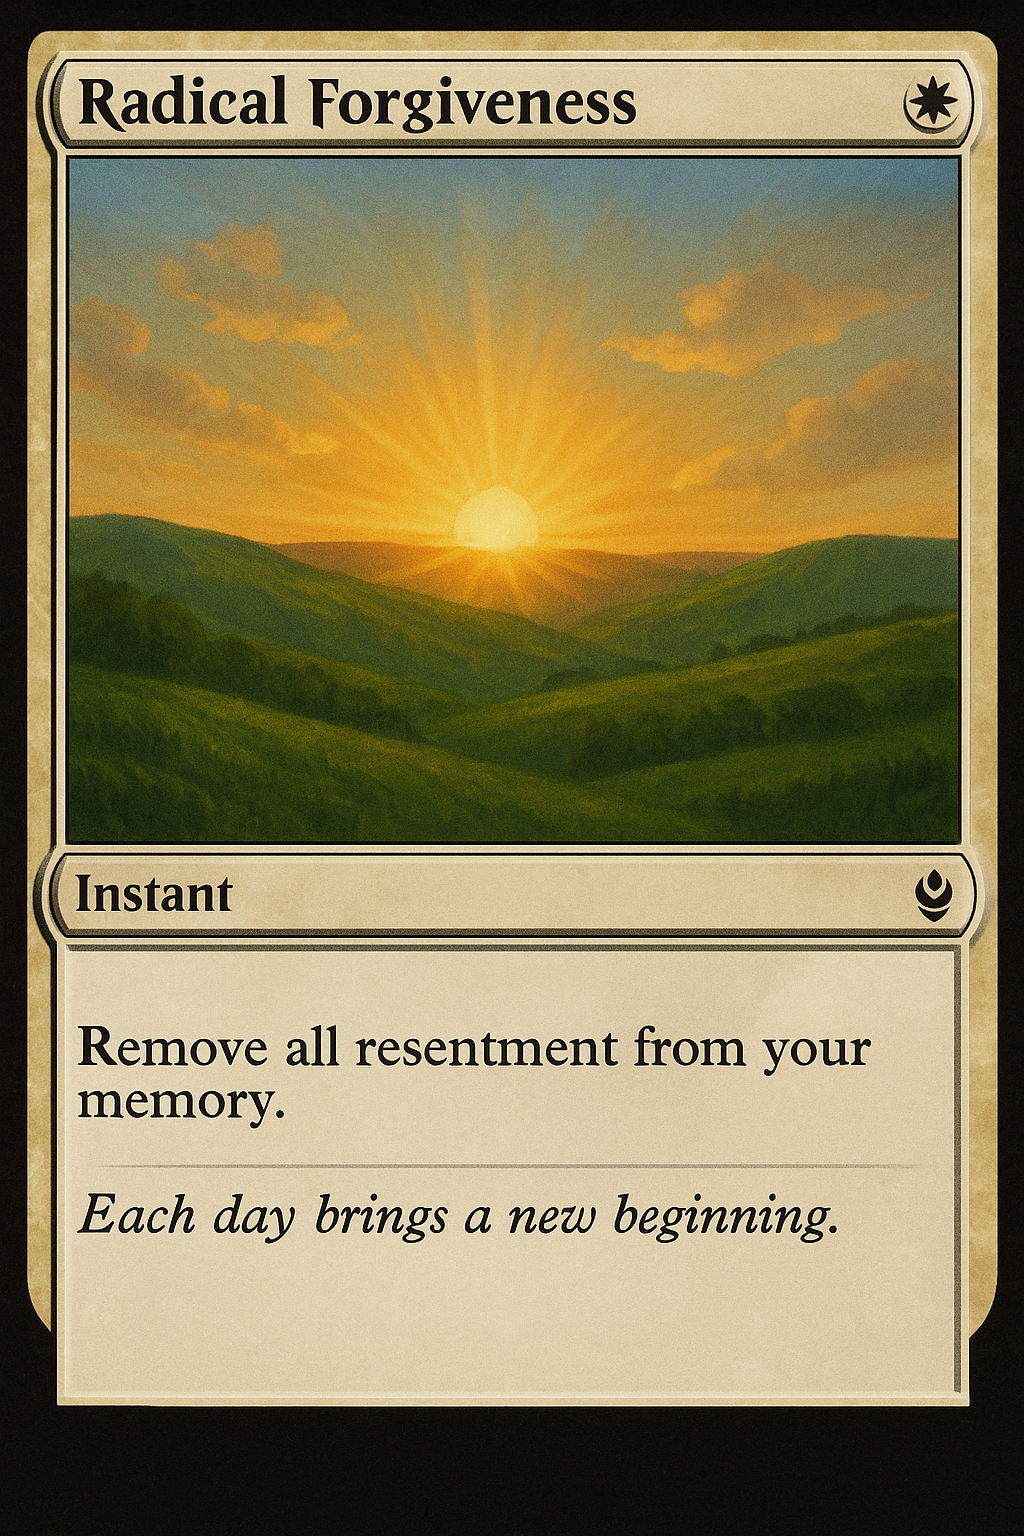 Radical Forgiveness
Instant
Remove all resentment from your
memory.
Each day brings a new beginning.